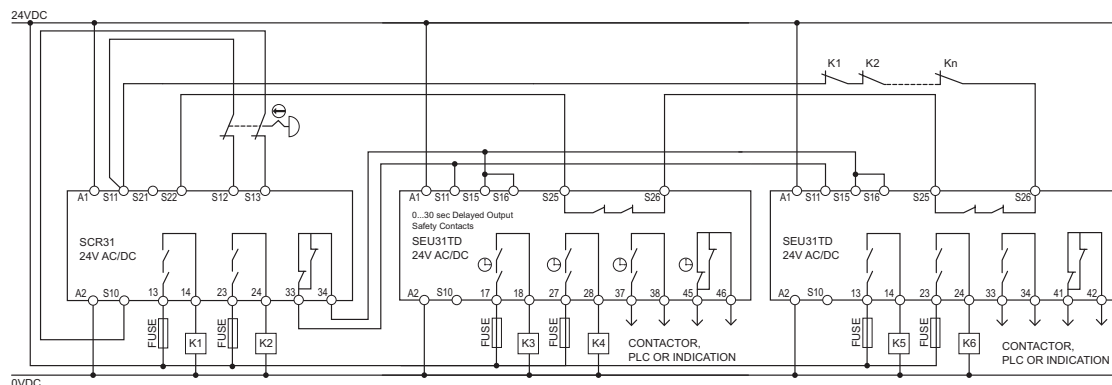 24VDC
K1 K2 Kn
A1 S11 S21 S22 S12 S13
A1 S11 S15 S16 S25 S26
A1 S11 S15 S16 S25 S26
0...30 sec Delayed Output
Safety Contacts
SCR31
24V AC/DC
SEU31TD
24V AC/DC
SEU31TD
24V AC/DC
A2 S10 13 14 23 24 33 34
A2 S10 17 18 27 28 37 38 45 46
A2 S10 13 14 23 24 33 34 41 42
FUSE K1 FUSE K2
FUSE K3 FUSE K4
CONTACTOR,
PLC OR INDICATION
FUSE K5 FUSE K6
CONTACTOR,
PLC OR INDICATION
0VDC